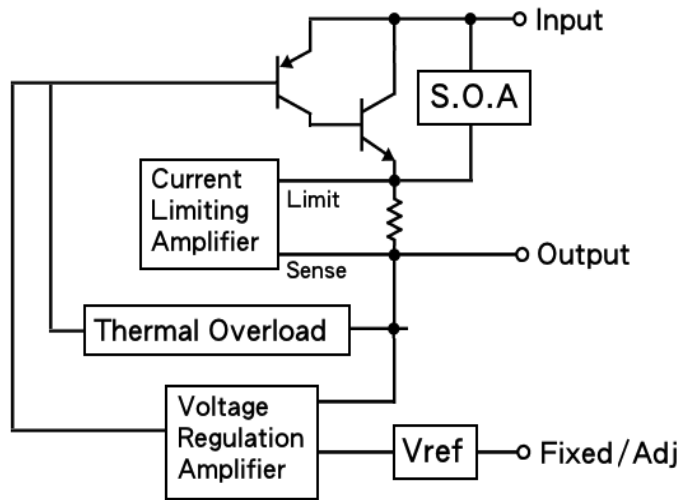 Input
S.O.A
Current
Limiting
Amplifier
Limit
Sense
Output
Thermal Overload
Voltage
Regulation
Amplifier
Vref
Fixed/Adj